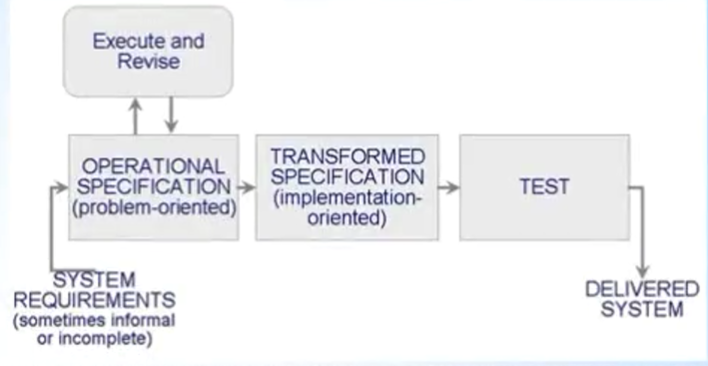 Execute and
Revise
OPERATIONAL
SPECIFICATION
(problem-oriented)
TRANSFORMED
SPECIFICATION
(implementation-
oriented)
TEST
SYSTEM
REQUIREMENTS
(sometimes informal
or incomplete)
DELIVERED
SYSTEM